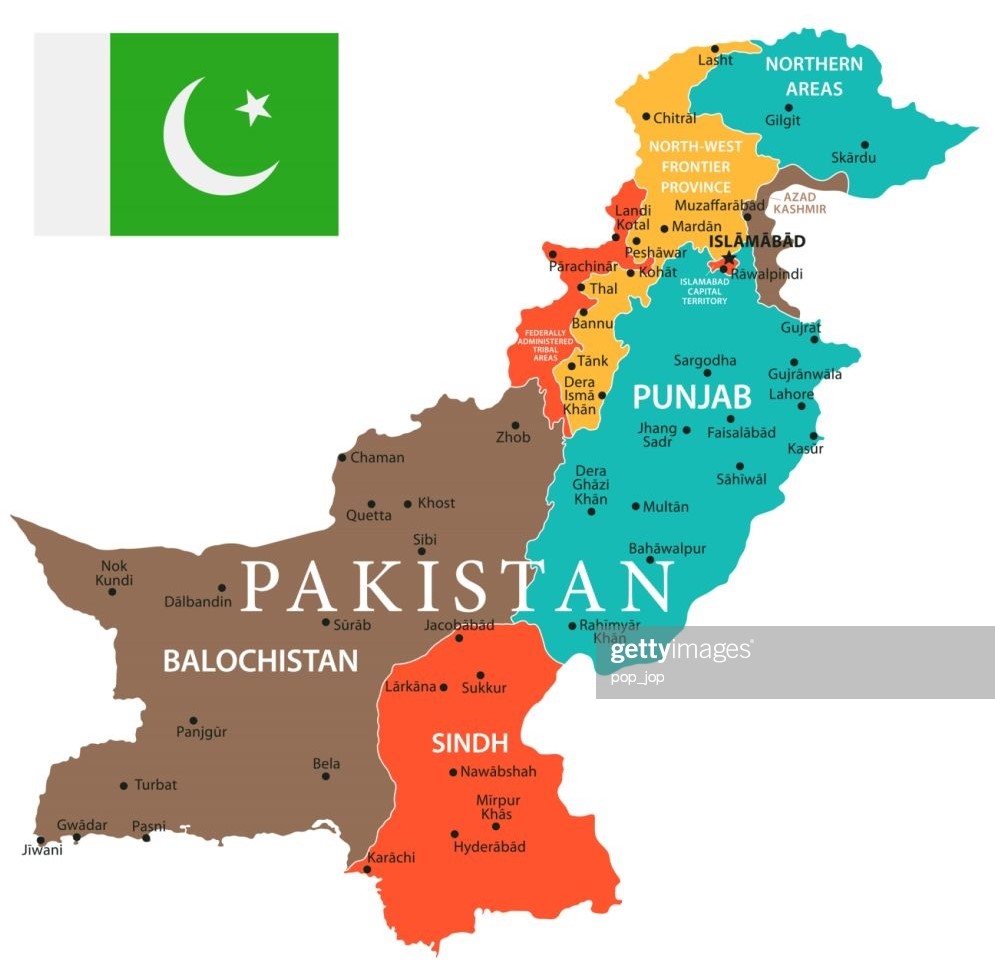 Lasht
NORTHERN
AREAS
Gilgit
Chitrāl
Skārdu
NORTH-WEST
FRONTIER
PROVINCE
AZAD
KASHMIR
Muzaffarābād
Landi
Kotal
Mardān
ISLĀMĀBĀD
Peshāwar
Pārachinār
Kohāt
Rāwalpindi
ISLAMABAD
CAPITAL
TERRITORY
Thal
Bannu
Gujrāt
FEDERALLY
ADMINISTERED
TRIBAL
AREAS
Tānk
Sargodha
Gujrānwāla
Dera
Ismā
Khān
PUNJAB
Lahore
Zhob
Jhang
Sadr
Faisalābād
Kasūr
Chaman
Dera
Ghāzi
Khān
Sāhīwāl
Quetta
Khost
Multān
Sibi
Bahāwalpur
Nok
Kundi
PAKISTAN
Dālbandin
Sūrāb
Jacobābād
Rahīmyār
Khān
gettyimages®
pop_jop
BALOCHISTAN
Lārkāna
Sukkur
Panjgūr
SINDH
Bela
Nawābshah
Turbat
Mīrpur
Khās
Gwādar
Pasni
Hyderābād
Jīwani
Karāchi